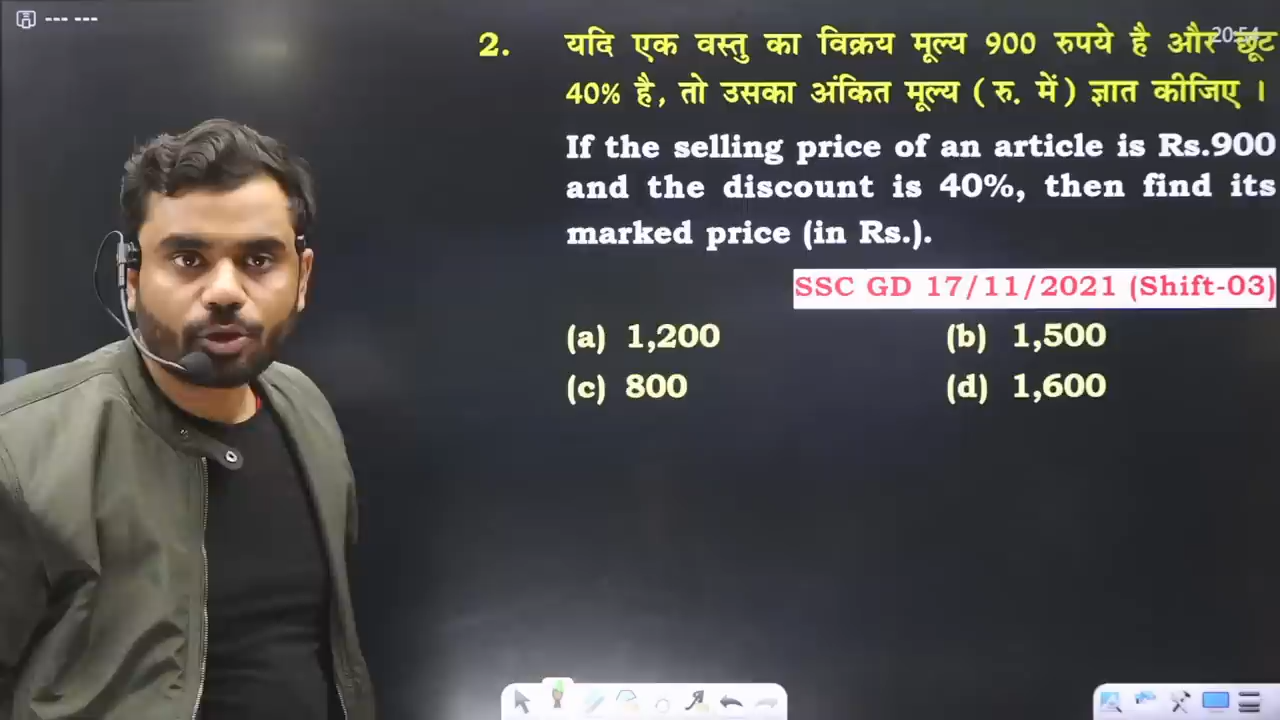 2. यदि एक वस्तु का विक्रय मूल्य 900 रुपये है और छूट
40% है, तो उसका अंकित मूल्य (रु. में) ज्ञात कीजिए ।
If the selling price of an article is Rs.900
and the discount is 40%, then find its
marked price (in Rs.).
SSC GD 17/11/2021 (Shift-03)
(a) 1,200 (b) 1,500
(c) 800 (d) 1,600
20:54